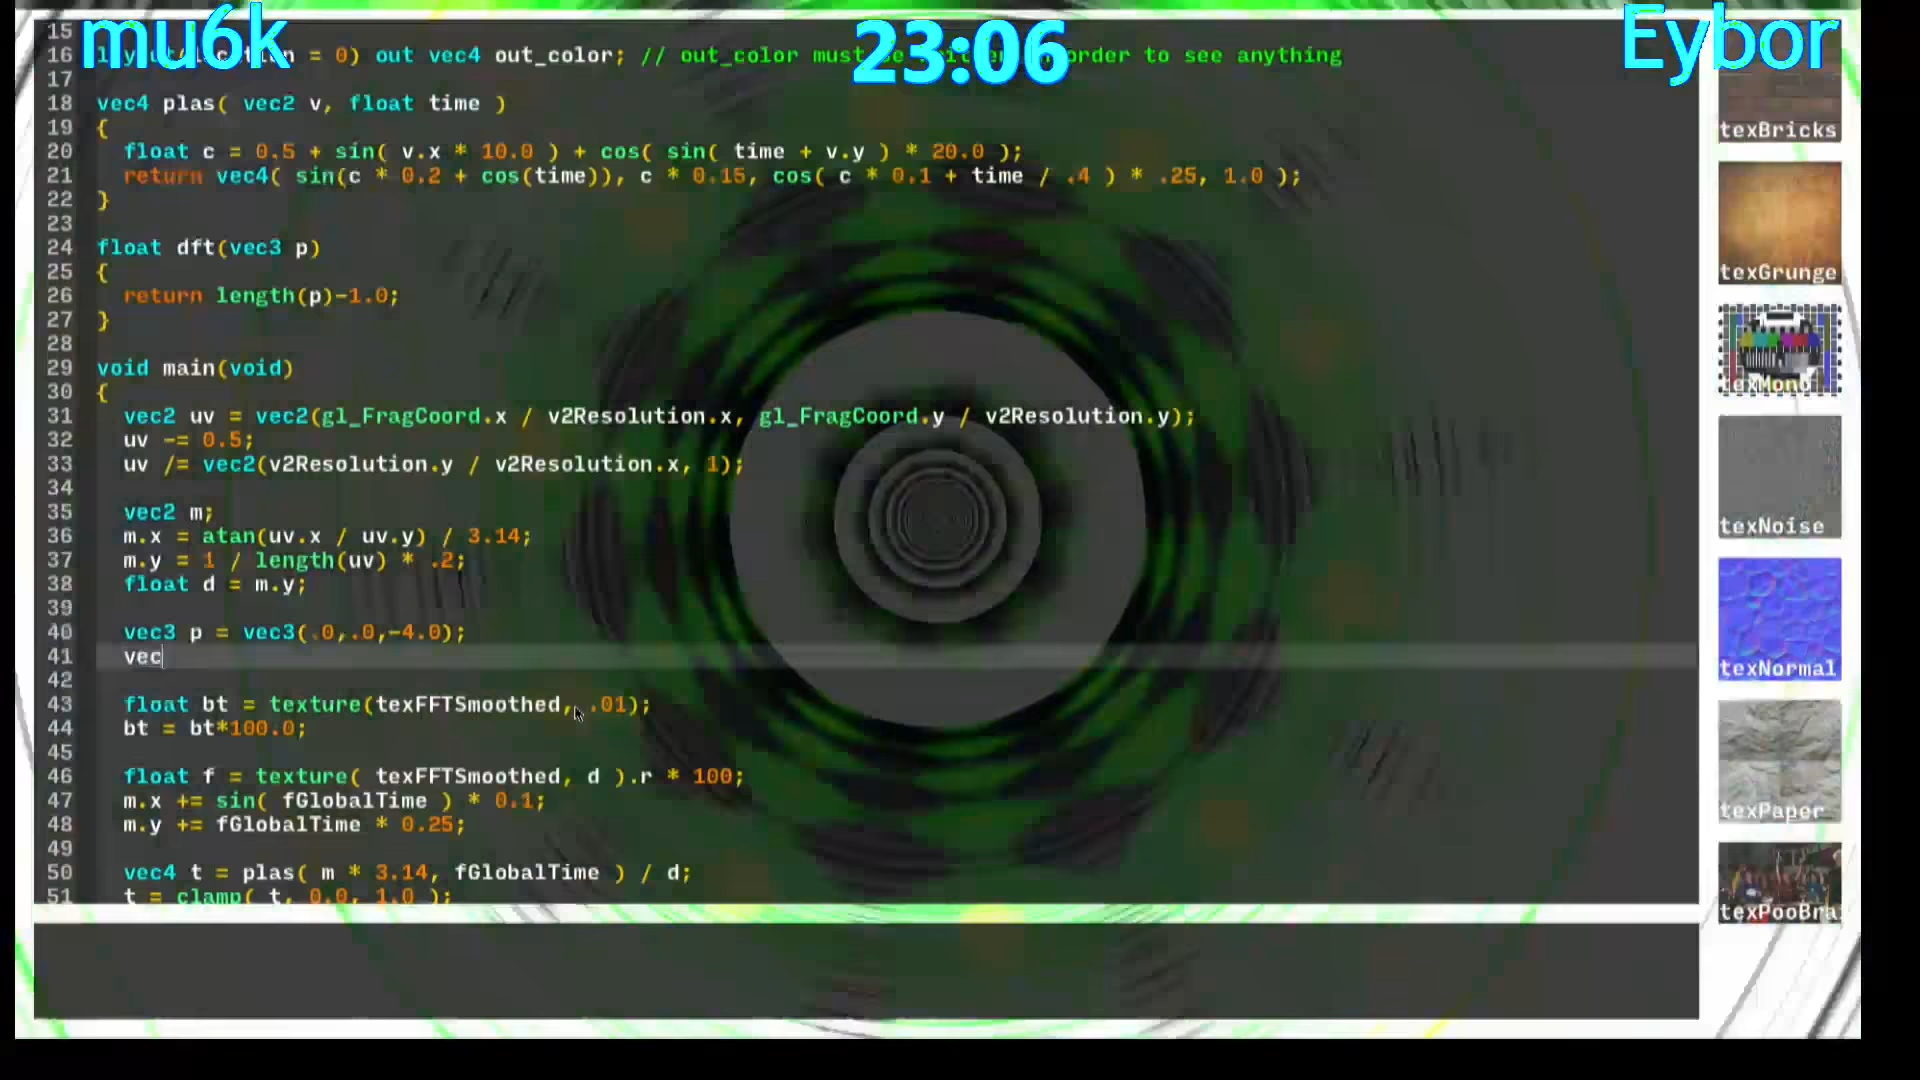 mu6k
23:06
Eybor
15
16 = 0) out vec4 out_color; // out_color must order to see anything
17
18 vec4 plas( vec2 v, float time )
19 {
20 float c = 0.5 + sin( v.x * 10.0 ) + cos( sin( time + v.y ) * 20.0 );
21 return vec4( sin(c * 0.2 + cos(time)), c * 0.15, cos( c * 0.1 + time / .4 ) * .25, 1.0 );
22 }
23
24 float dft(vec3 p)
25 {
26 return length(p)-1.0;
27 }
28
29 void main(void)
30 {
31 vec2 uv = vec2(gl_FragCoord.x / v2Resolution.x, gl_FragCoord.y / v2Resolution.y);
32 uv -= 0.5;
33 uv /= vec2(v2Resolution.y / v2Resolution.x, 1);
34
35 vec2 m;
36 m.x = atan(uv.x / uv.y) / 3.14;
37 m.y = 1 / length(uv) * .2;
38 float d = m.y;
39
40 vec3 p = vec3(.0,.0,-4.0);
41 vec
42
43 float bt = texture(texFFTSmoothed, .01);
44 bt = bt*100.0;
45
46 float f = texture( texFFTSmoothed, d ).r * 100;
47 m.x += sin( fGlobalTime ) * 0.1;
48 m.y += fGlobalTime * 0.25;
49
50 vec4 t = plas( m * 3.14, fGlobalTime ) / d;
51 t = clamp( t, 0.0, 1.0 );
texBricks
texGrunge
texMono
texNoise
texNormal
texPaper
texPooBra